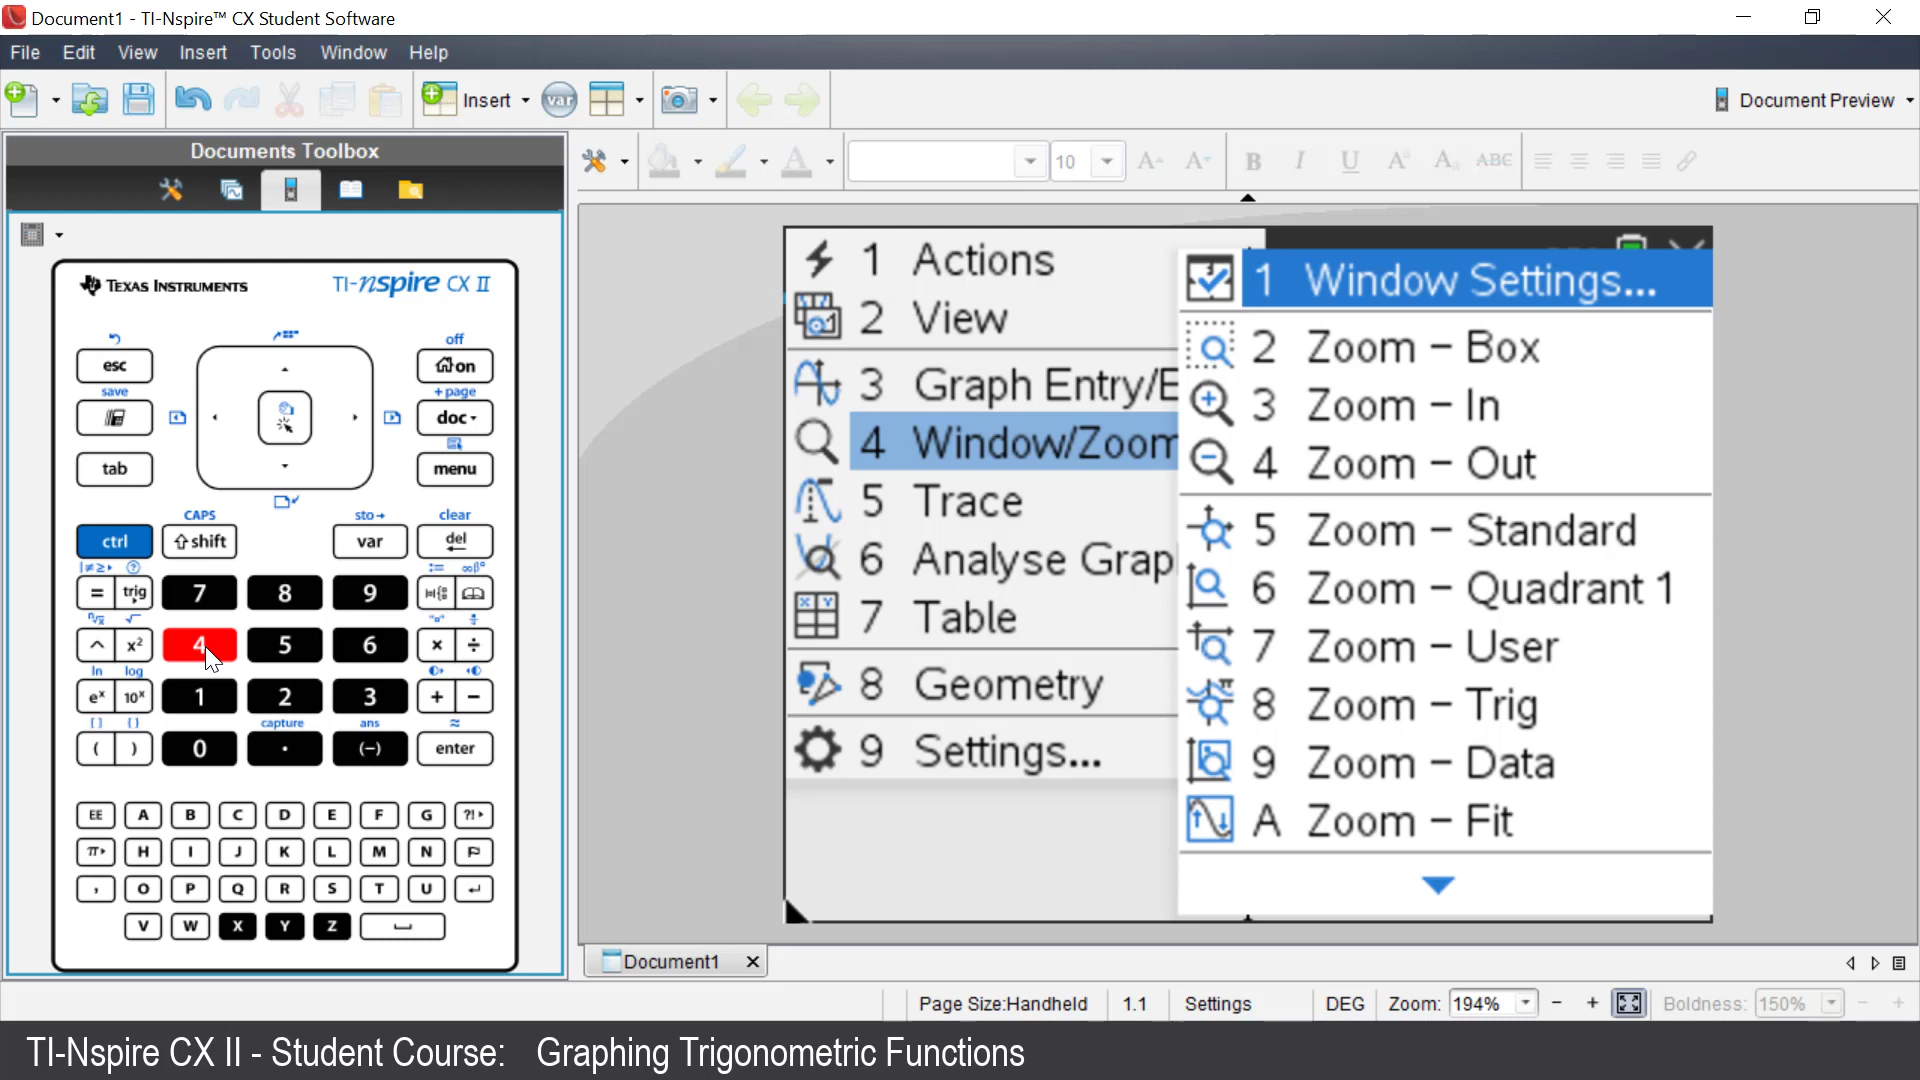 Document1 - TI-Nspire™ CX Student Software
File Edit View Insert Tools Window Help
Insert var Document Preview
Documents Toolbox
10 A A B I U A A ABC
TEXAS INSTRUMENTS TI-nspire CX II
off
esc on
save +page
doc
tab menu
CAPS sto→ clear
ctrl ⇧shift var del
|≠≥▸ ? := ∞β°
= trig 7 8 9
ⁿ√x √ "◦" ÷
^ x² 4 5 6 × ÷
ln log
eˣ 10ˣ 1 2 3 + −
[ ] { } capture ans ≈
( ) 0 . (−) enter
EE A B C D E F G ?!▸
π▸ H I J K L M N
, O P Q R S T U ↵
V W X Y Z
1 Actions
2 View
3 Graph Entry/E
4 Window/Zoom
5 Trace
6 Analyse Grap
7 Table
8 Geometry
9 Settings...
1 Window Settings...
2 Zoom – Box
3 Zoom – In
4 Zoom – Out
5 Zoom – Standard
6 Zoom – Quadrant 1
7 Zoom – User
8 Zoom – Trig
9 Zoom – Data
A Zoom – Fit
Document1
Page Size:Handheld 1.1 Settings DEG Zoom: 194% − + Boldness: 150% − +
TI-Nspire CX II - Student Course: Graphing Trigonometric Functions